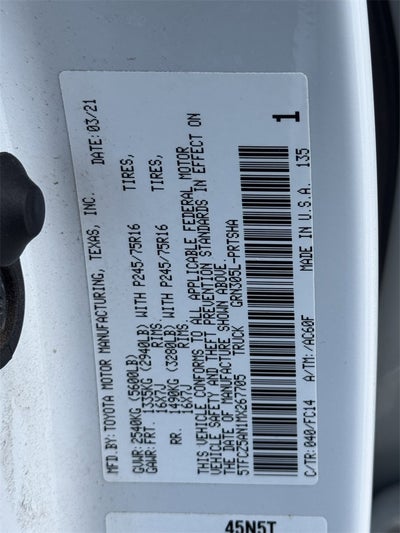 MFD. BY: TOYOTA MOTOR MANUFACTURING, TEXAS, INC. DATE: 03/21
GVWR: 2540KG (5600LB)
GAWR: FRT. 1335KG (2940LB) WITH P245/75R16 TIRES,
16X7J RIMS
RR. 1490KG (3280LB) WITH P245/75R16 TIRES,
16X7J RIMS
THIS VEHICLE CONFORMS TO ALL APPLICABLE FEDERAL MOTOR
VEHICLE SAFETY AND THEFT PREVENTION STANDARDS IN EFFECT ON
THE DATE OF MANUFACTURE SHOWN ABOVE.
5TFCZ5AN1MX267705 TRUCK GRN305L-PRTSHA
1
C/TR: 040/FC14 A/TM: /AC60F MADE IN U.S.A. 135
45N5T